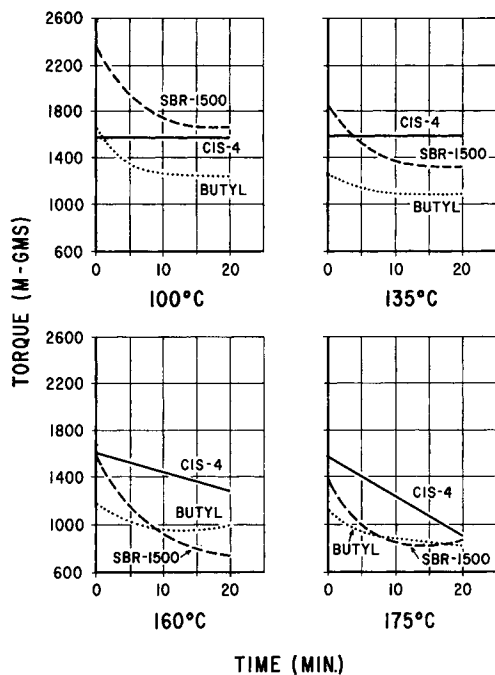 2600
2200
1800
1400
1000
600
SBR-1500
CIS-4
BUTYL
0 10 20
100°C
CIS-4
SBR-1500
BUTYL
0 10 20
135°C
TORQUE (M-GMS)
2600
2200
1800
1400
1000
600
CIS-4
BUTYL
SBR-1500
0 10 20
160°C
CIS-4
BUTYL
SBR-1500
0 10 20
175°C
TIME (MIN.)